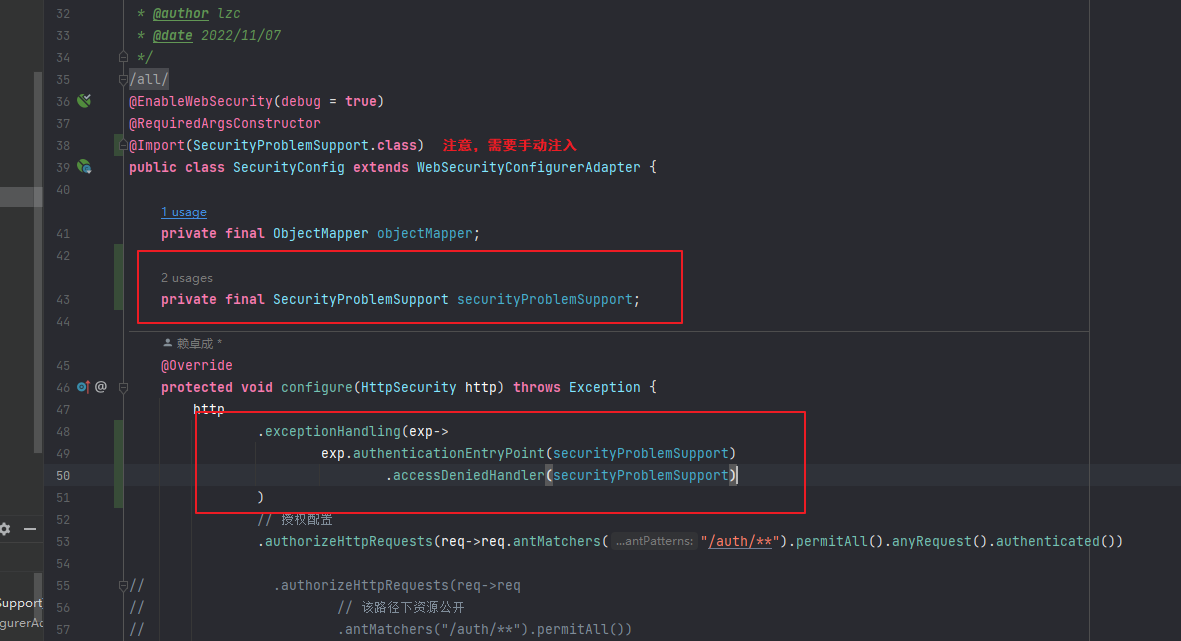 32 * @author lzc
33 * @date 2022/11/07
34 */
35 /all/
36 @EnableWebSecurity(debug = true)
37 @RequiredArgsConstructor
38 @Import(SecurityProblemSupport.class) 注意，需要手动注入
39 public class SecurityConfig extends WebSecurityConfigurerAdapter {
40
1 usage
41 private final ObjectMapper objectMapper;
42
2 usages
43 private final SecurityProblemSupport securityProblemSupport;
44
赖卓成 *
45 @Override
46 @ protected void configure(HttpSecurity http) throws Exception {
47 http
48 .exceptionHandling(exp->
49 exp.authenticationEntryPoint(securityProblemSupport)
50 .accessDeniedHandler(securityProblemSupport)
51 )
52 // 授权配置
53 .authorizeHttpRequests(req->req.antMatchers( ...antPatterns: "/auth/**").permitAll().anyRequest().authenticated())
54
55 // .authorizeHttpRequests(req->req
56 // // 该路径下资源公开
57 // .antMatchers("/auth/**").permitAll())
Support
gurerAd